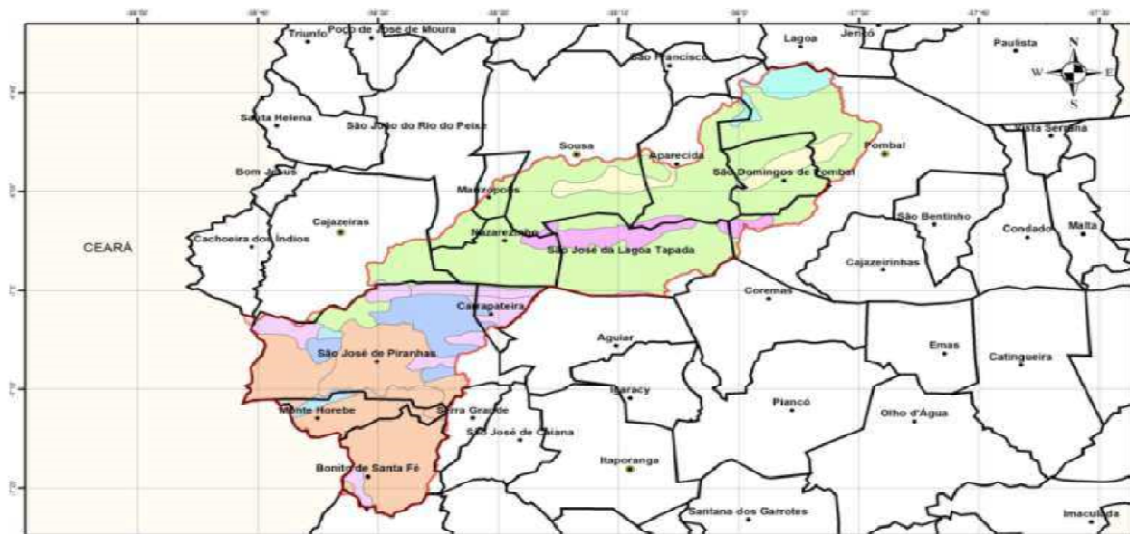 Triunfo
Poço de José de Moura
Lagoa
Jericó
Paulista
São Francisco
N
W E
S
Santa Helena
São João do Rio do Peixe
Vista Serrana
Sousa
Aparecida
Pombal
Bom Jesus
São Domingos de Pombal
Marizópolis
São Bentinho
Cajazeiras
Nazarezinho
Condado
Malta
Cachoeira dos Índios
CEARÁ
São José da Lagoa Tapada
Cajazeirinhas
Coremas
Carrapateira
Aguiar
Emas
Catingueira
São José de Piranhas
Igaracy
Piancó
Monte Horebe
Serra Grande
Olho d'Água
São José de Caiana
Bonito de Santa Fé
Itaporanga
Santana dos Garrotes
Imaculada